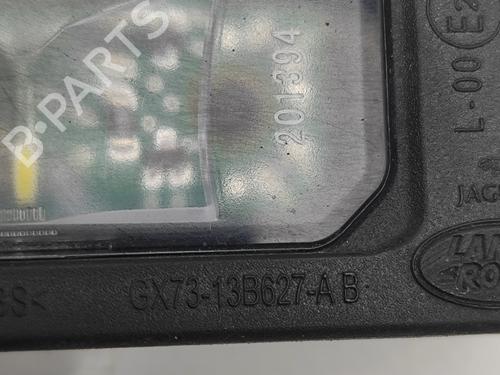 B-PARTS
201394
L-00 E2
JAG
LAN
RO
GX73-13B627-A B
S<